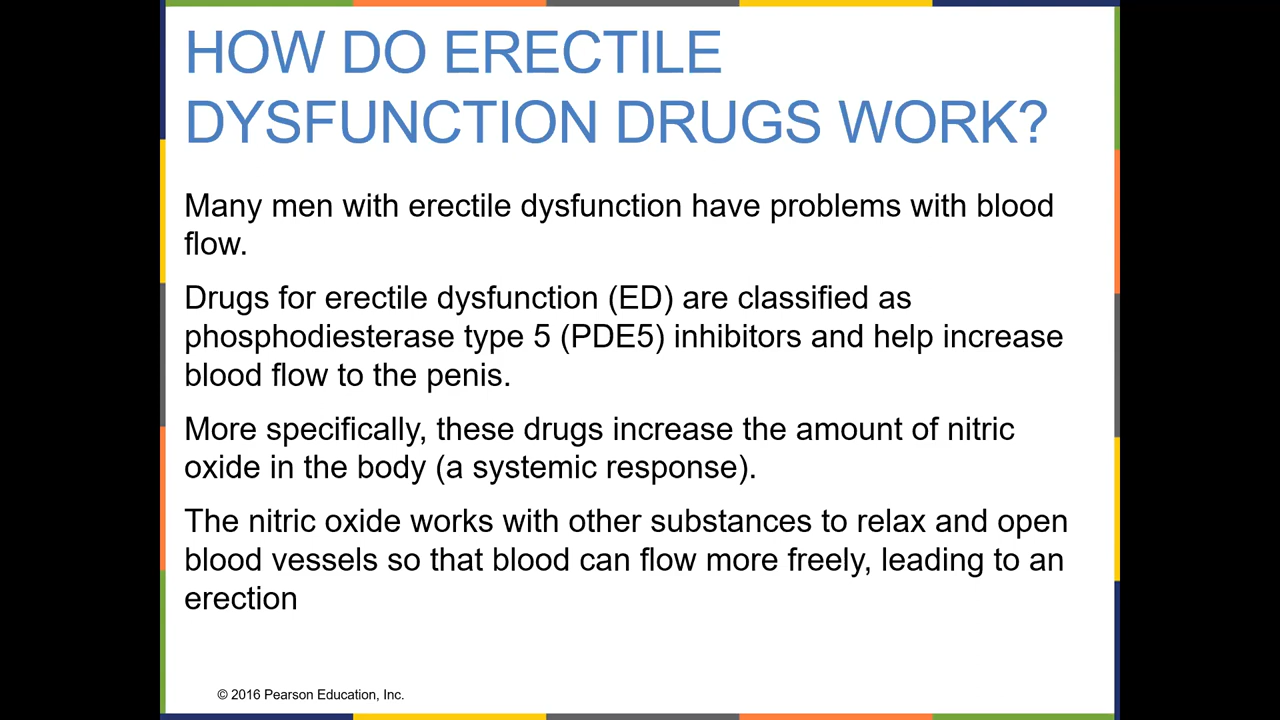 HOW DO ERECTILE
DYSFUNCTION DRUGS WORK?
Many men with erectile dysfunction have problems with blood
flow.
Drugs for erectile dysfunction (ED) are classified as
phosphodiesterase type 5 (PDE5) inhibitors and help increase
blood flow to the penis.
More specifically, these drugs increase the amount of nitric
oxide in the body (a systemic response).
The nitric oxide works with other substances to relax and open
blood vessels so that blood can flow more freely, leading to an
erection
© 2016 Pearson Education, Inc.